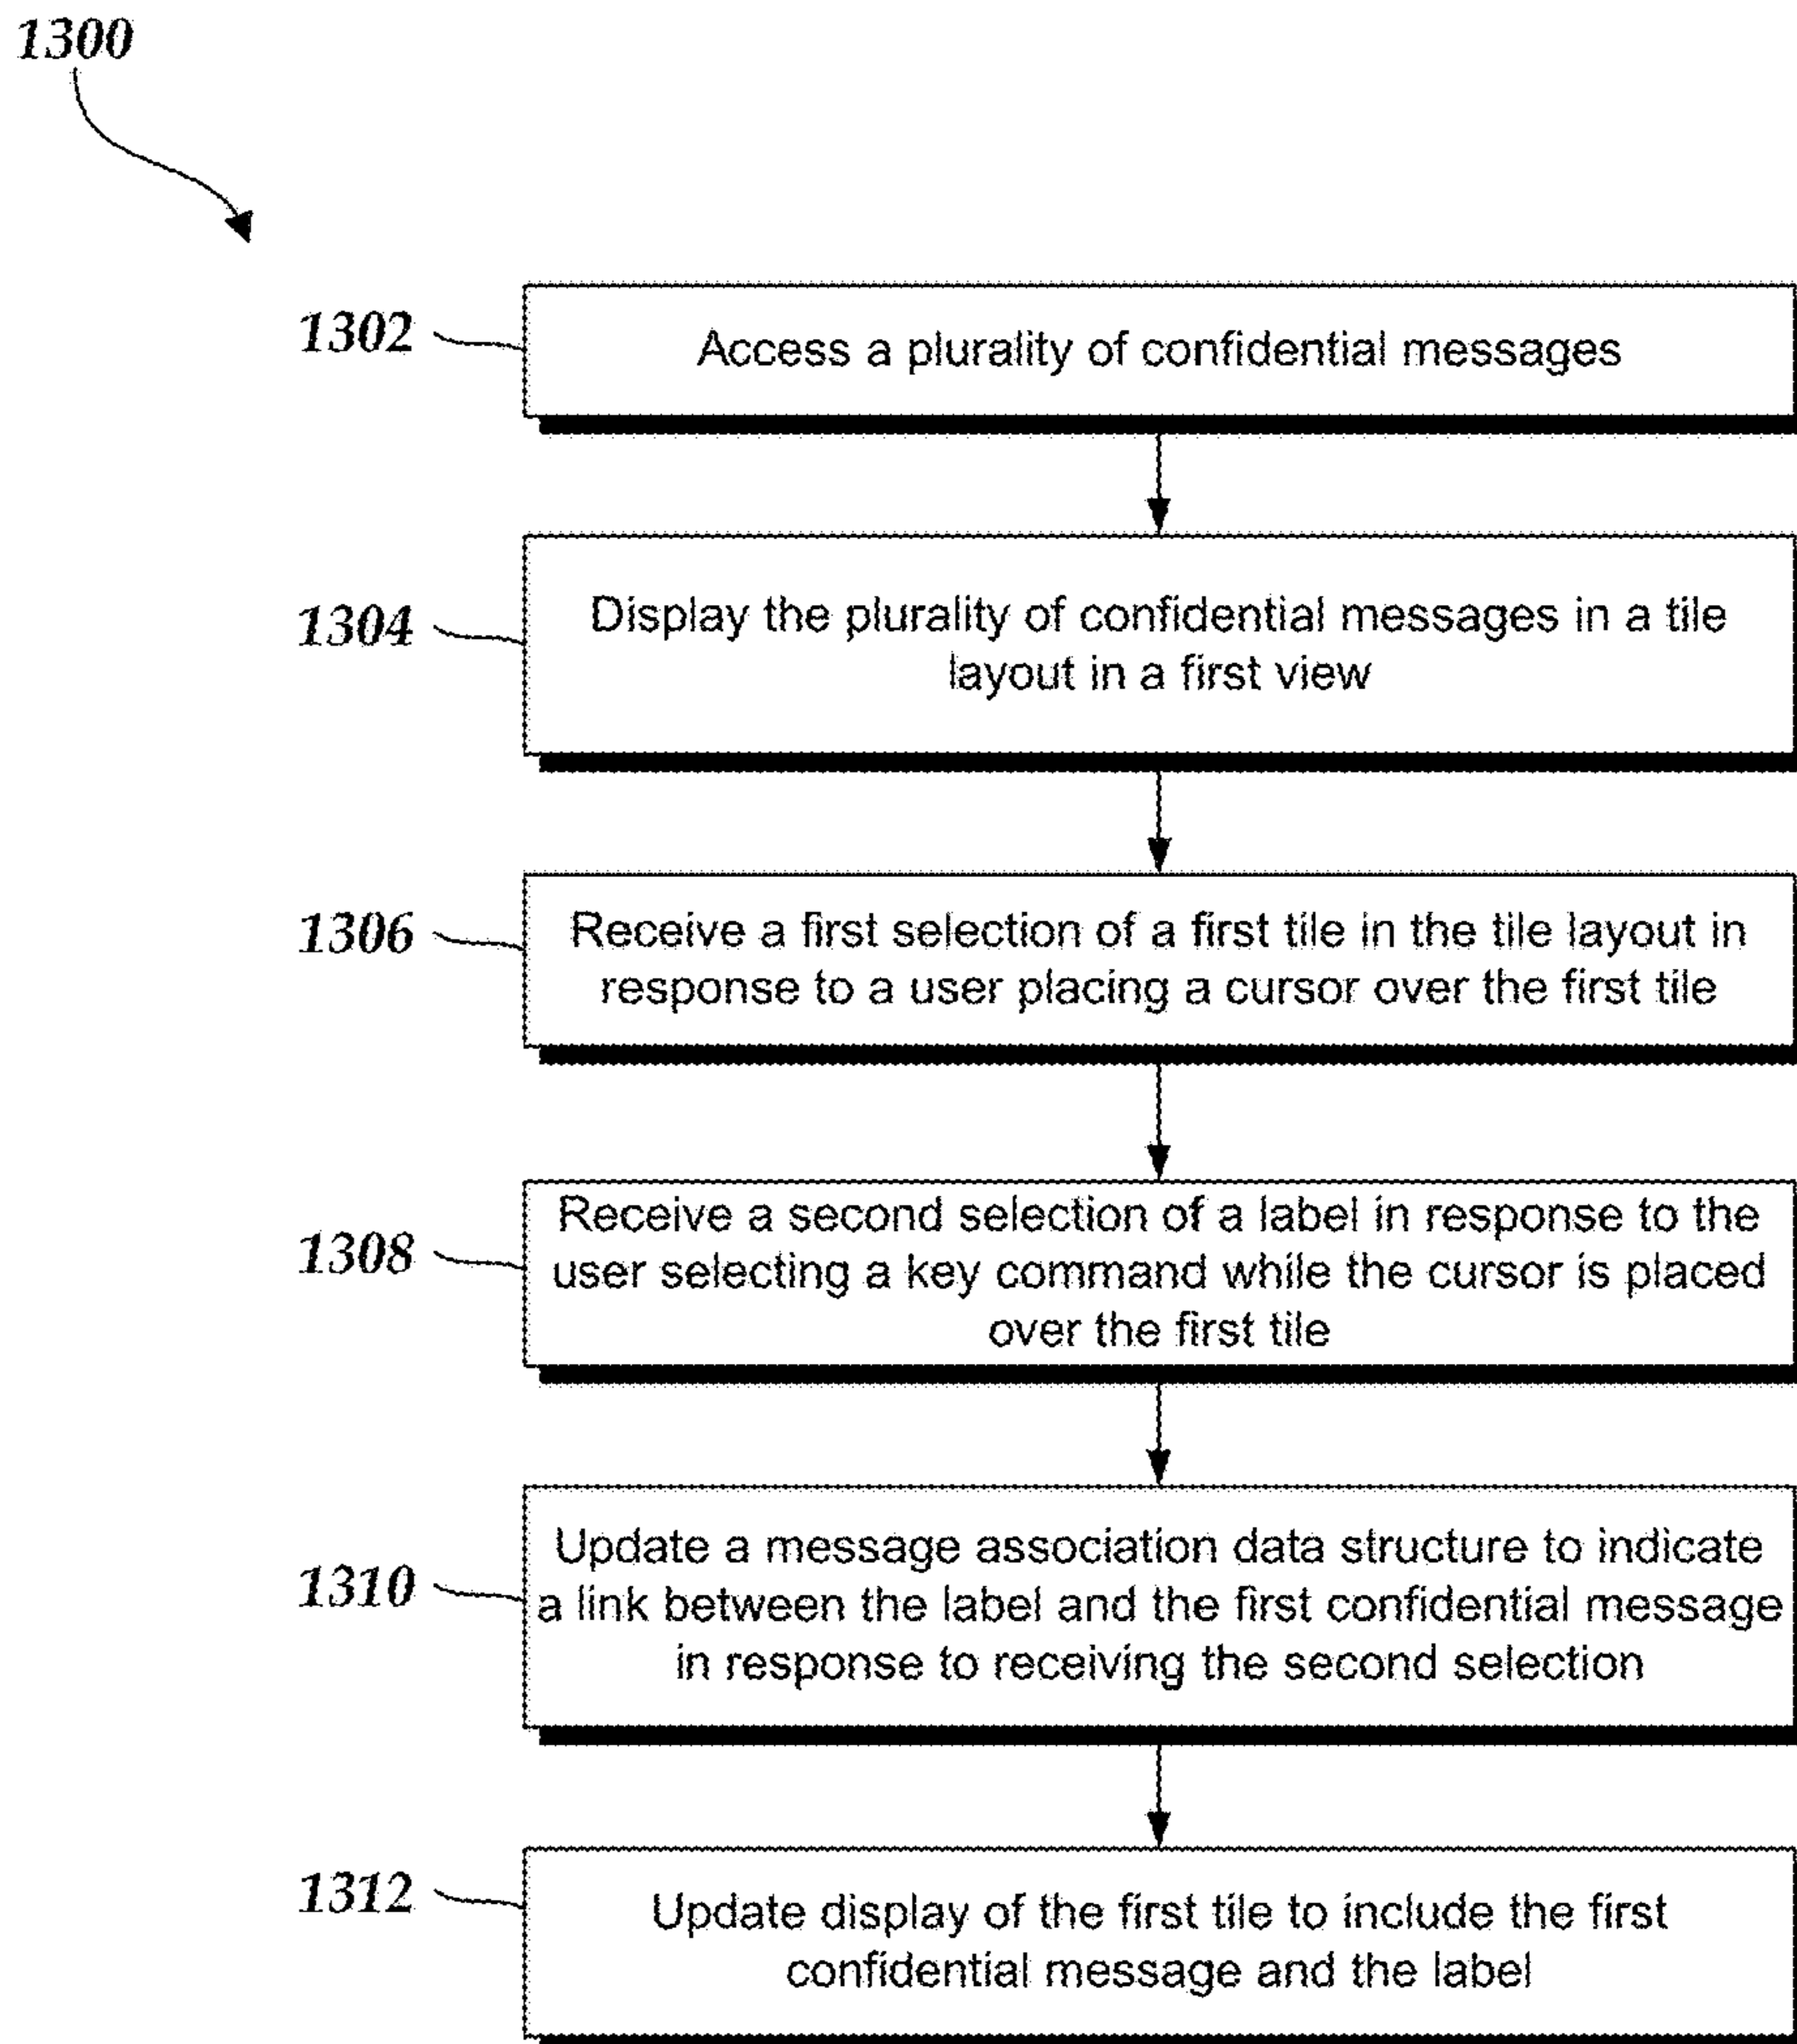 1300
1302
Access a plurality of confidential messages
1304
Display the plurality of confidential messages in a tile
layout in a first view
1306
Receive a first selection of a first tile in the tile layout in
response to a user placing a cursor over the first tile
1308
Receive a second selection of a label in response to the
user selecting a key command while the cursor is placed
over the first tile
1310
Update a message association data structure to indicate
a link between the label and the first confidential message
in response to receiving the second selection
1312
Update display of the first tile to include the first
confidential message and the label